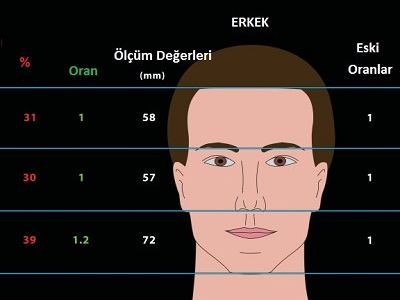 ERKEK
% Oran Ölçüm Değerleri (mm) Eski Oranlar
31 1 58 1
30 1 57 1
39 1.2 72 1